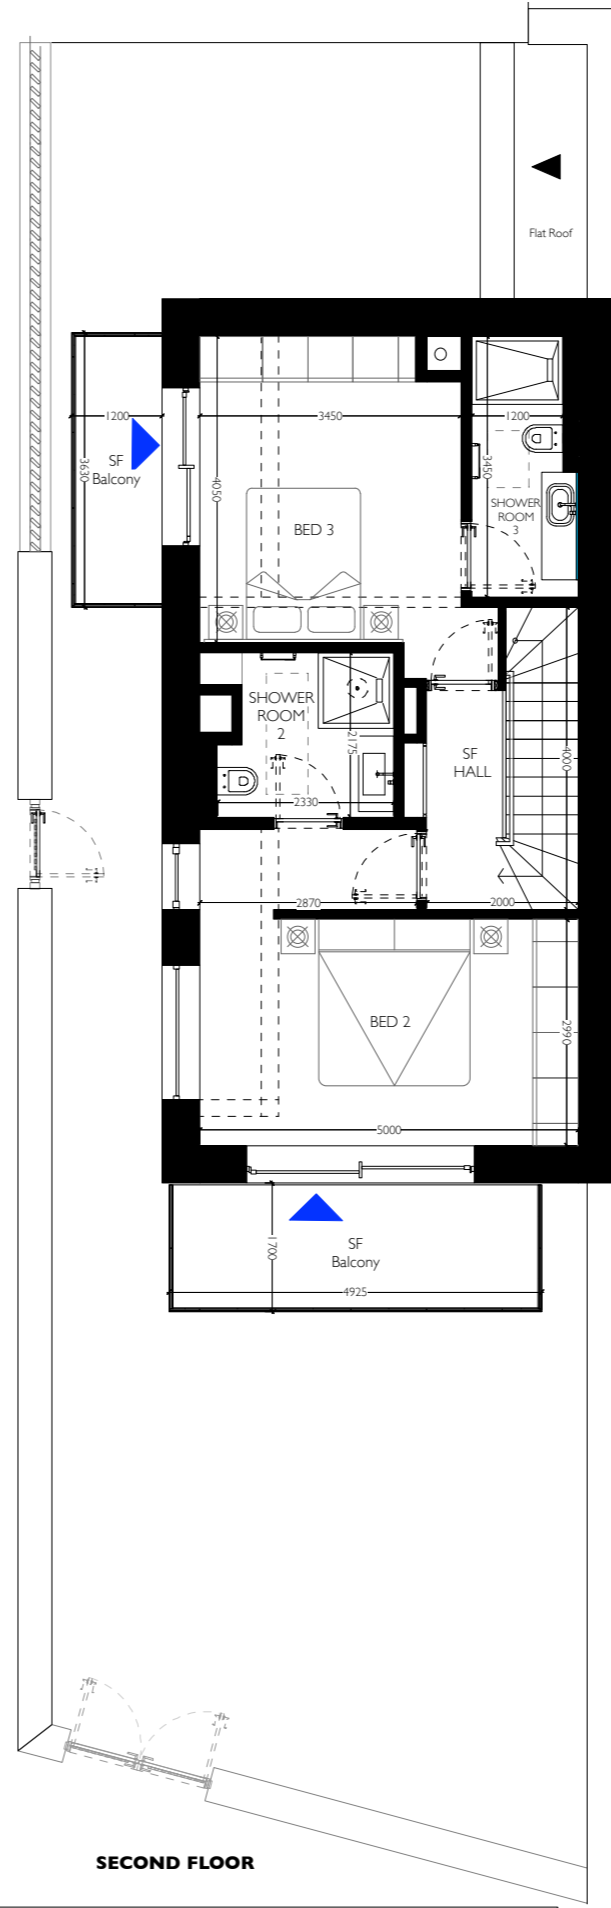 Flat Roof
1200
3450
1200
SF
Balcony
3630
4050
3450
BED 3
SHOWER
ROOM
3
SHOWER
ROOM
2
2175
2330
SF
HALL
4000
2870
2000
BED 2
2990
5000
1700
SF
Balcony
4925
SECOND FLOOR